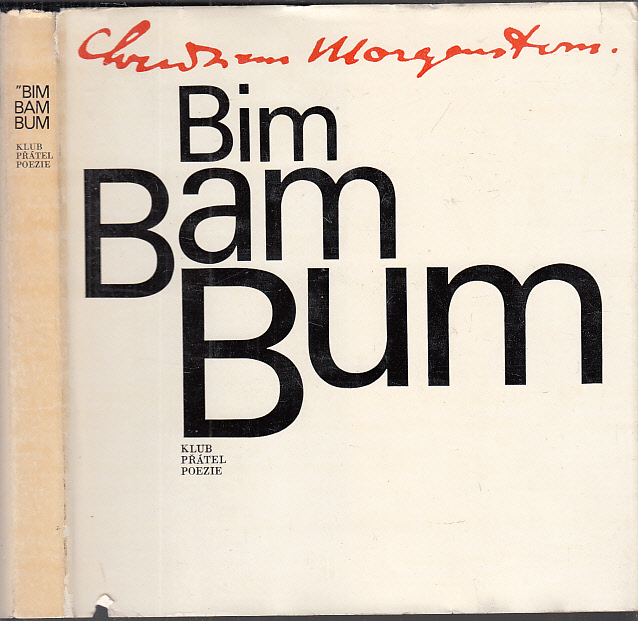 "BIM
BAM
BUM
KLUB
PŘÁTEL
POEZIE
Christian Morgenstern.
Bim
Bam
Bum
KLUB
PŘÁTEL
POEZIE